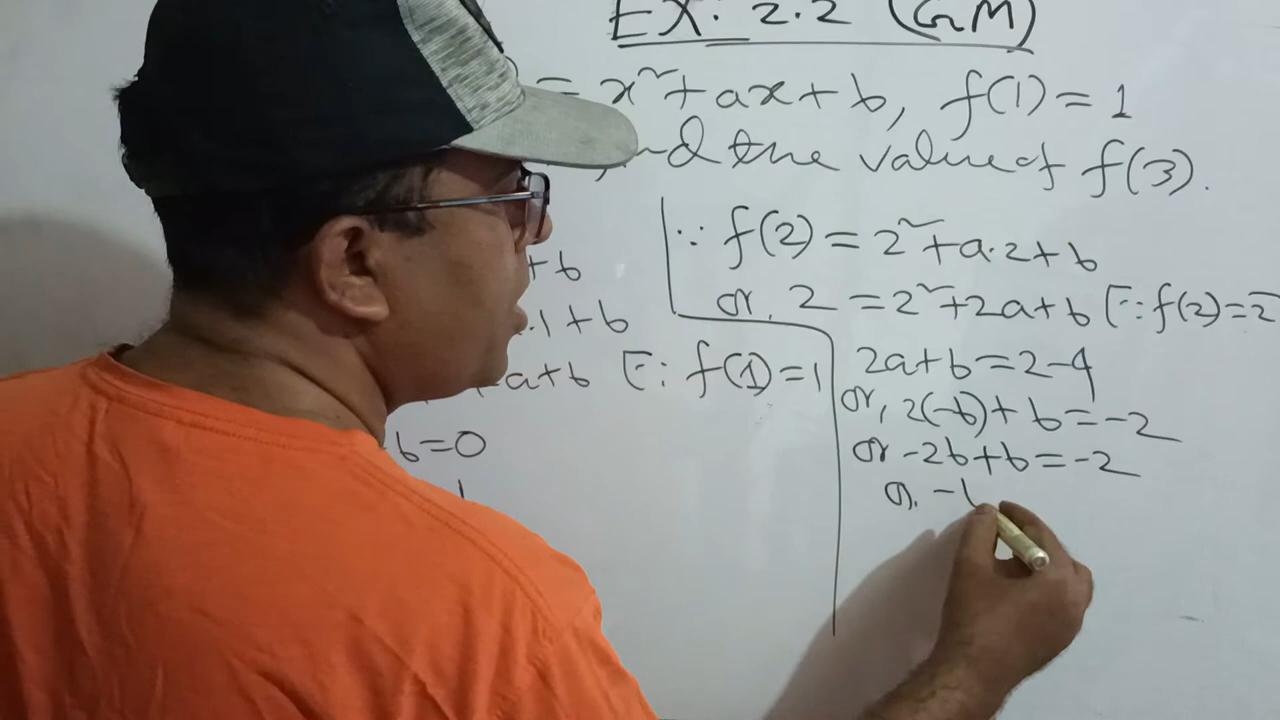 EX: 2.2 (GM)
= x²+ax+b, f(1)=1
the value of f(3).
+b
.1+b
a+b [∵ f(1)=1
b=0
∵ f(2)=2²+a.2+b
or, 2 =2²+2a+b [∵f(2)=2
2a+b=2-4
or, 2(-b)+b=-2
or -2b+b=-2
or. -